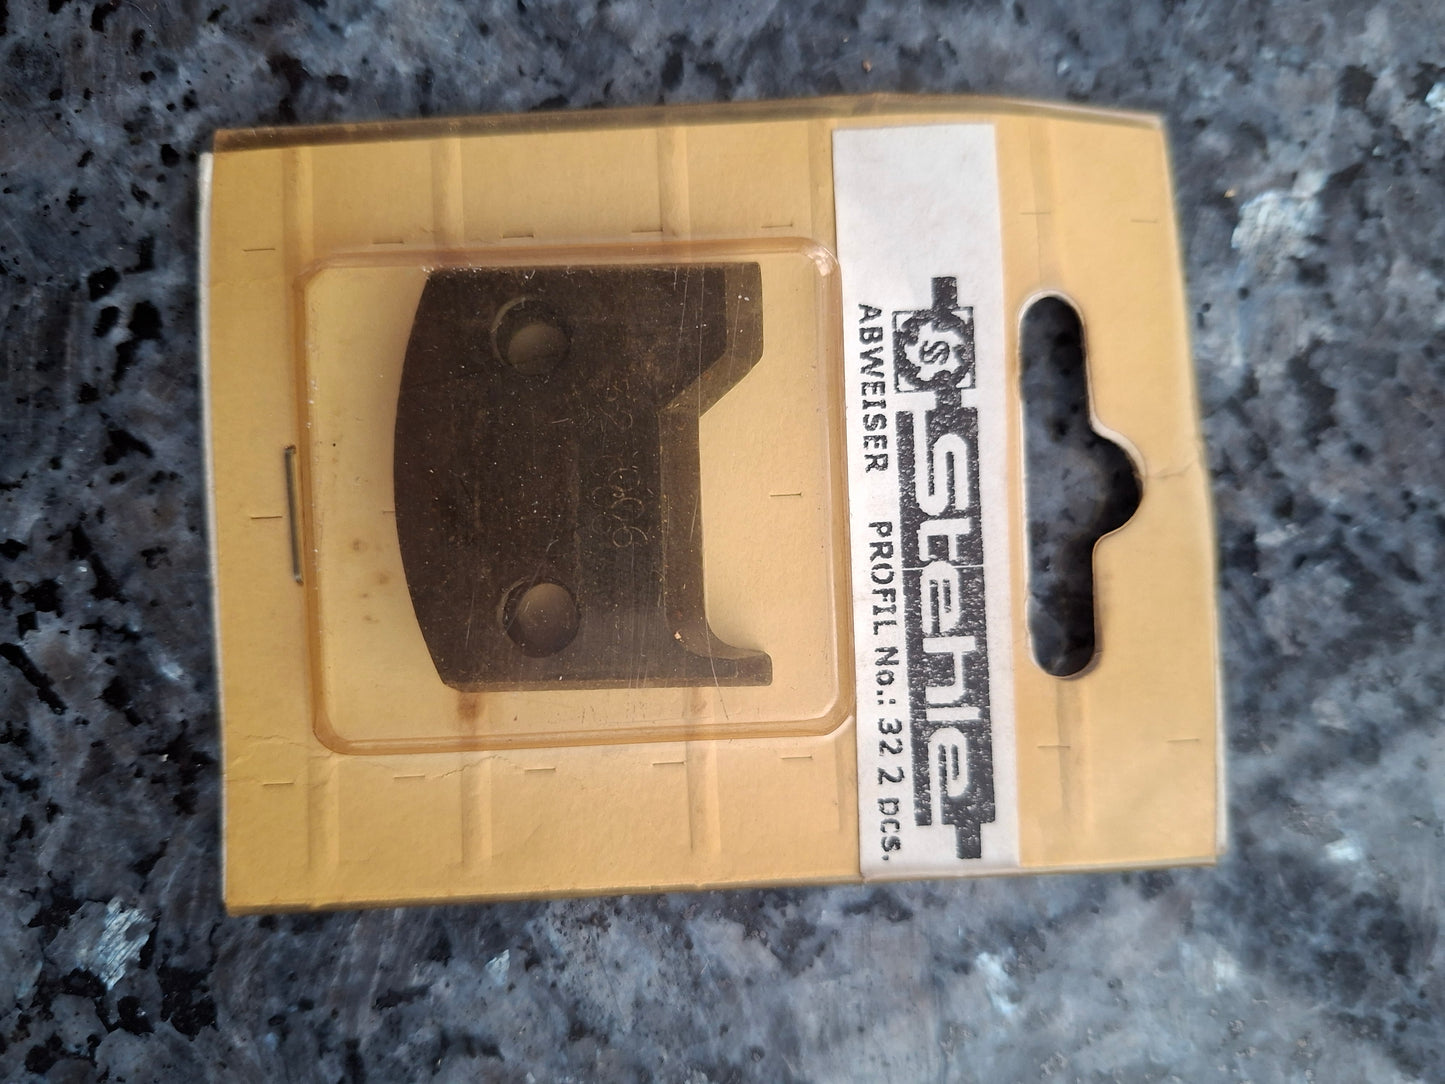 Stehle
ABWEISER PROFIL No.: 32 2 pcs.